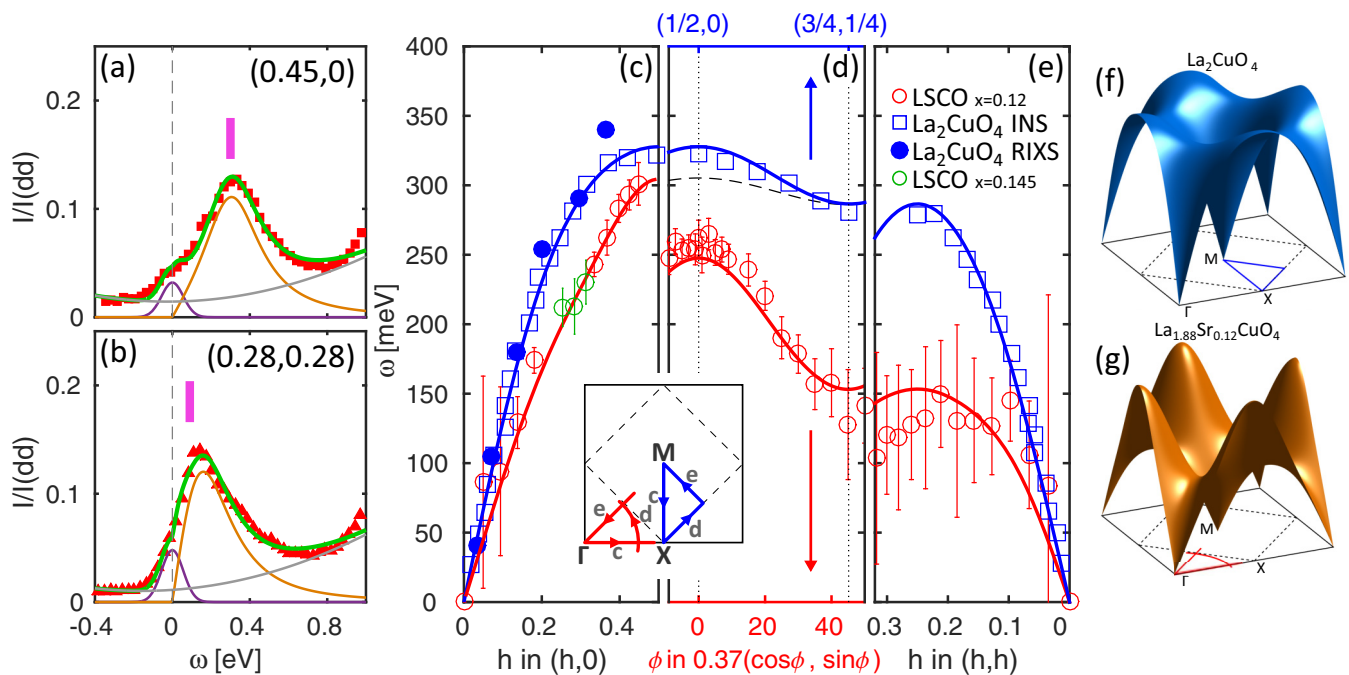 (a)
(0.45,0)
0.2
0.1
0
I/I(dd)
(b)
(0.28,0.28)
0.2
0.1
0
I/I(dd)
-0.4
0
0.4
0.8
ω [eV]
(1/2,0)
(3/4,1/4)
400
350
300
250
200
150
100
50
0
ω [meV]
(c)
(d)
(e)
LSCO x=0.12
La₂CuO₄ INS
La₂CuO₄ RIXS
LSCO x=0.145
M
e
c
e
d
d
Γ
c
X
0
0.2
0.4
0
20
40
0.3
0.2
0.1
0
h in (h,0)
ϕ in 0.37(cosϕ, sinϕ)
h in (h,h)
(f)
La₂CuO₄
M
Γ
X
(g)
La₁.₈₈Sr₀.₁₂CuO₄
M
Γ
X